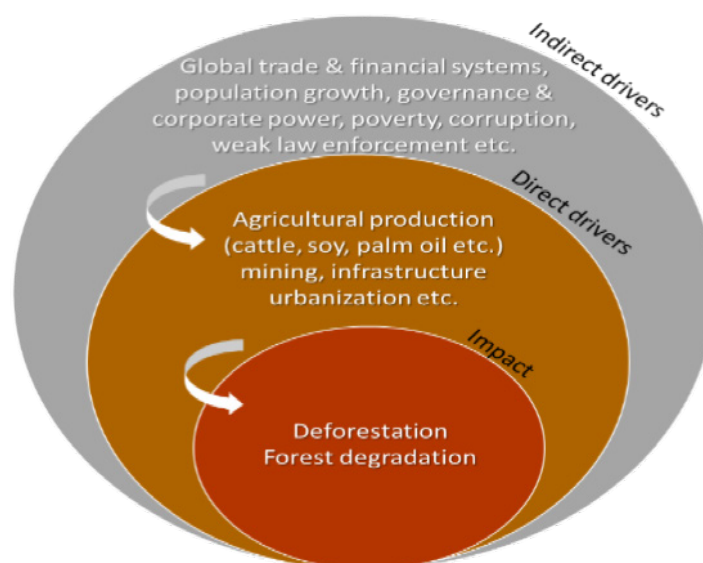 Indirect drivers
Global trade & financial systems,
population growth, governance &
corporate power, poverty, corruption,
weak law enforcement etc.
Direct drivers
Agricultural production
(cattle, soy, palm oil etc.)
mining, infrastructure
urbanization etc.
Impact
Deforestation
Forest degradation